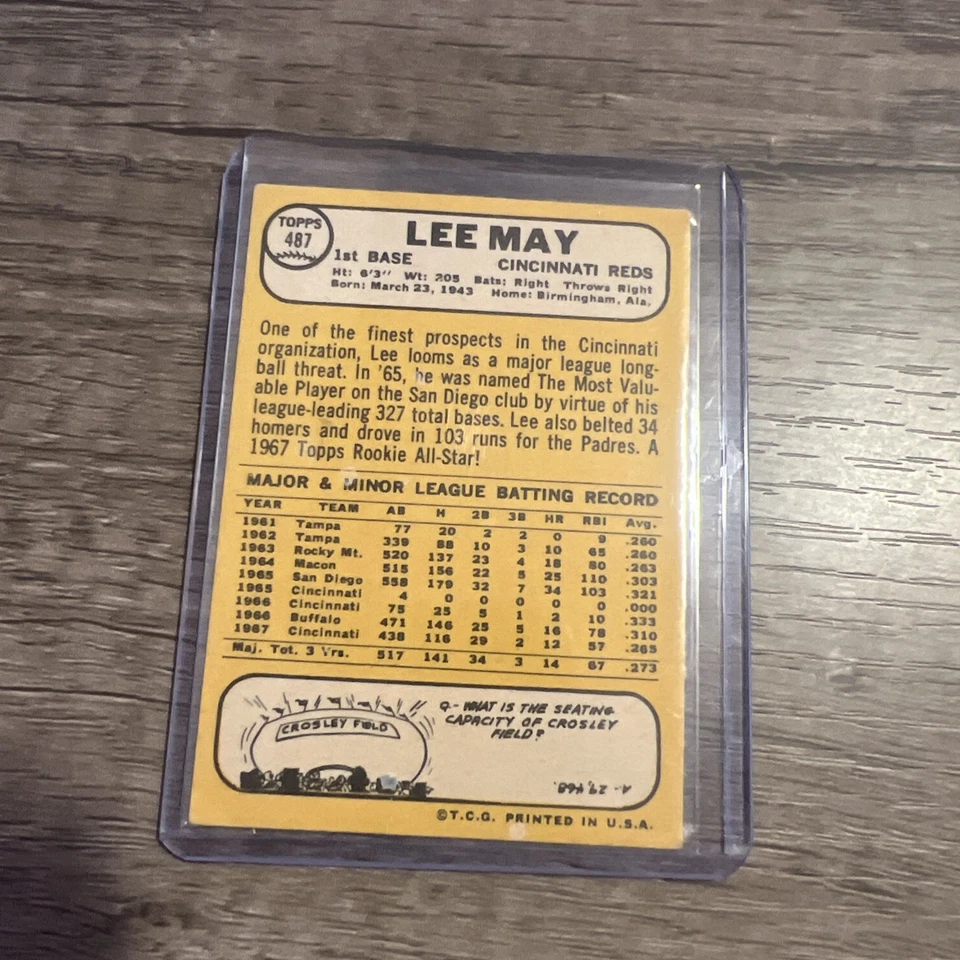 TOPPS
487
LEE MAY
1st BASE CINCINNATI REDS
Ht: 6'3" Wt: 205 Bats: Right Throws Right
Born: March 23, 1943 Home: Birmingham, Ala.
One of the finest prospects in the Cincinnati
organization, Lee looms as a major league long-
ball threat. In '65, he was named The Most Valu-
able Player on the San Diego club by virtue of his
league-leading 327 total bases. Lee also belted 34
homers and drove in 103 runs for the Padres. A
1967 Topps Rookie All-Star!
MAJOR & MINOR LEAGUE BATTING RECORD
YEAR TEAM AB H 2B 3B HR RBI Avg.
1961 Tampa 77 20 2 2 0 9 .260
1962 Tampa 339 88 10 3 10 65 .260
1963 Rocky Mt. 520 137 23 4 18 80 .263
1964 Macon 515 156 22 5 25 110 .303
1965 San Diego 558 179 32 7 34 103 .321
1965 Cincinnati 4 0 0 0 0 0 .000
1966 Cincinnati 75 25 5 1 2 10 .333
1966 Buffalo 471 146 25 5 16 78 .310
1967 Cincinnati 438 116 29 2 12 57 .265
Maj. Tot. 3 Yrs. 517 141 34 3 14 67 .273
CROSLEY FIELD
Q- WHAT IS THE SEATING
CAPACITY OF CROSLEY
FIELD?
A- 29,468.
©T.C.G. PRINTED IN U.S.A.